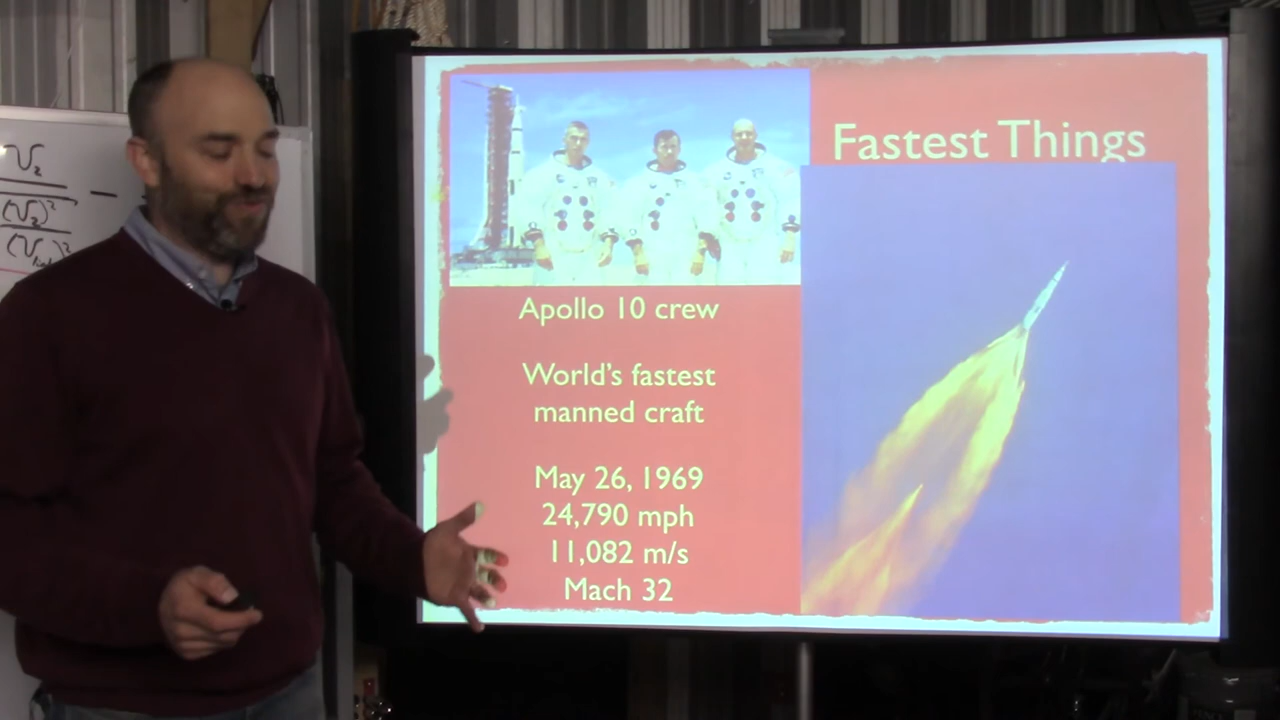 Fastest Things
Apollo 10 crew
World's fastest
manned craft
May 26, 1969
24,790 mph
11,082 m/s
Mach 32